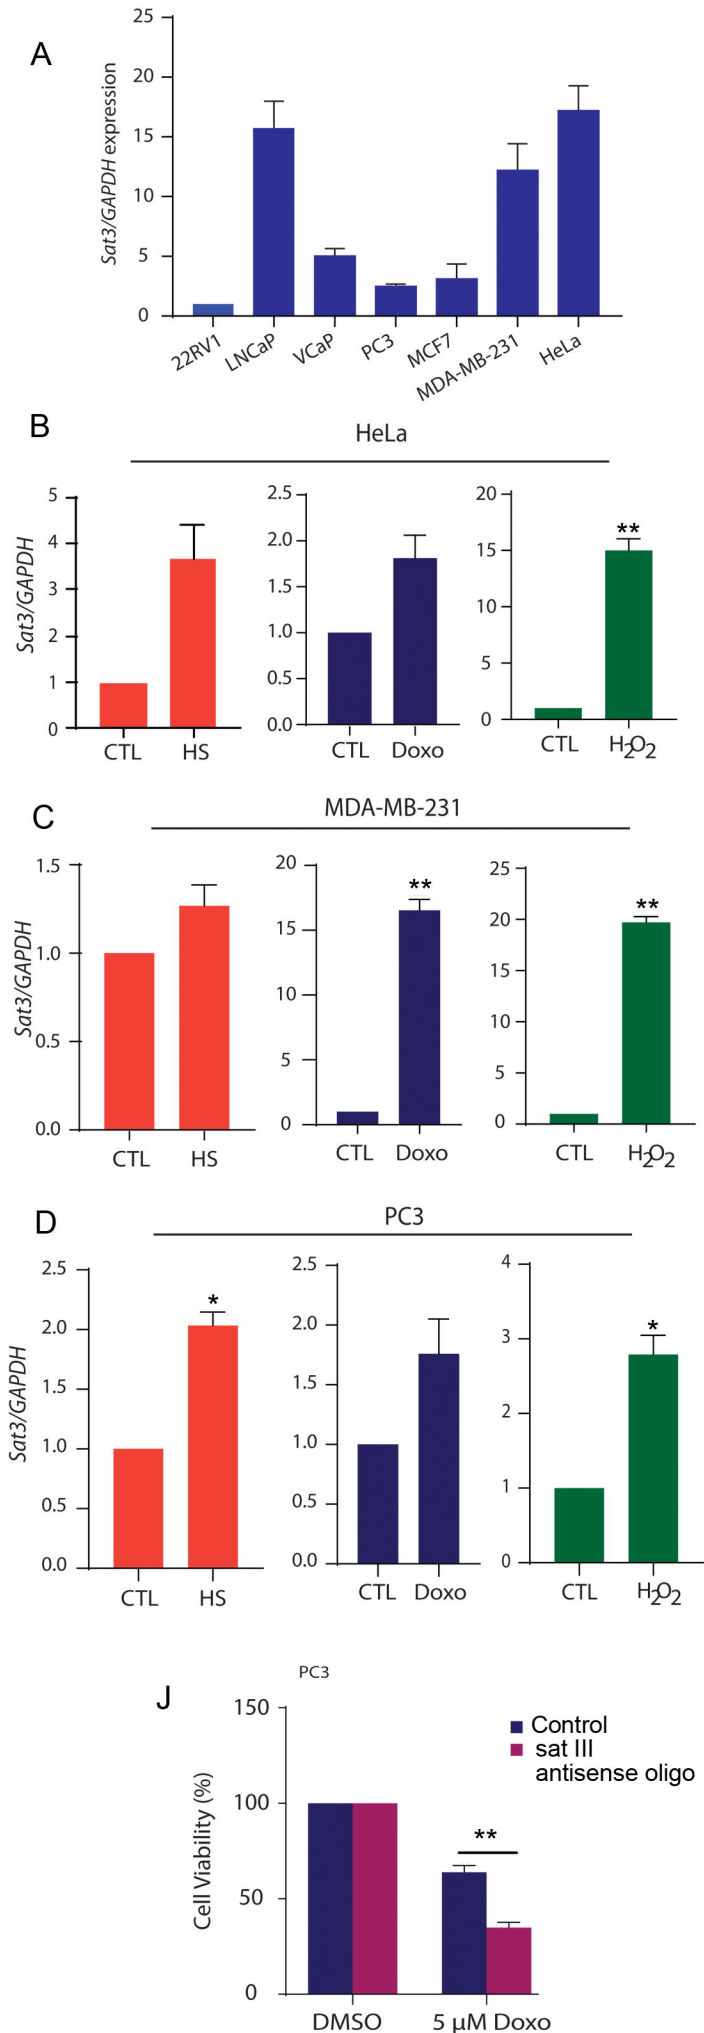 A
Sat3/GAPDH expression
25
20
15
10
5
0
22RV1 LNCaP VCaP PC3 MCF7 MDA-MB-231 HeLa
B
HeLa
Sat3/GAPDH
5
4
3
2
1
0
CTL HS
2.5
2.0
1.5
1.0
0.5
0.0
CTL Doxo
20
15
10
5
0
**
CTL H2O2
C
MDA-MB-231
Sat3/GAPDH
1.5
1.0
0.5
0.0
CTL HS
20
15
10
5
0
**
CTL Doxo
25
20
15
10
5
0
**
CTL H2O2
D
PC3
Sat3/GAPDH
2.5
2.0
1.5
1.0
0.5
0.0
*
CTL HS
2.5
2.0
1.5
1.0
0.5
0.0
CTL Doxo
4
3
2
1
0
*
CTL H2O2
J
PC3
Cell Viability (%)
150
100
50
0
Control
sat III
antisense oligo
**
DMSO 5 µM Doxo